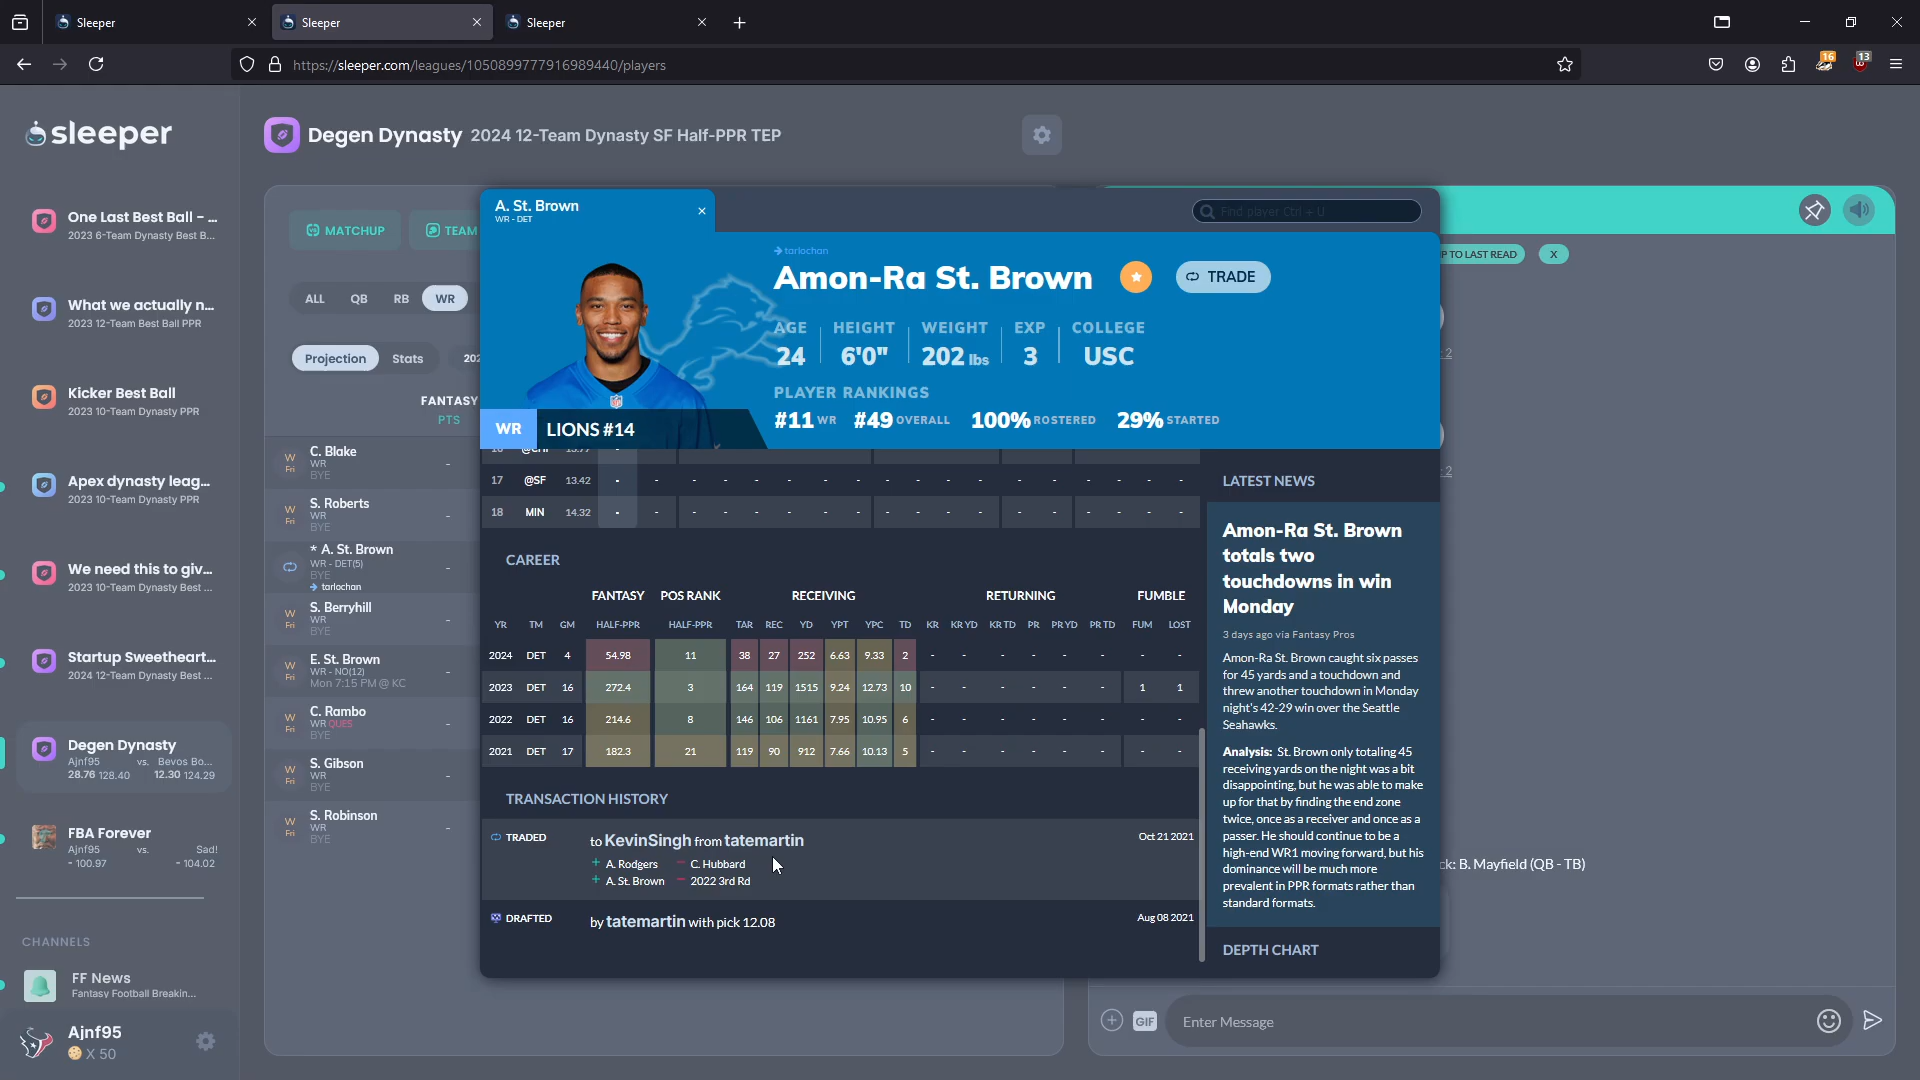 Sleeper
Sleeper
Sleeper
https://sleeper.com/leagues/1050899777916989440/players
16
13
sleeper
Degen Dynasty 2024 12-Team Dynasty SF Half-PPR TEP
One Last Best Ball - ...
2023 6-Team Dynasty Best B...
What we actually n...
2023 12-Team Best Ball PPR
Kicker Best Ball
2023 10-Team Dynasty PPR
Apex dynasty leag...
2023 10-Team Dynasty PPR
We need this to giv...
2023 10-Team Dynasty Best ...
Startup Sweetheart...
2024 12-Team Dynasty Best ...
Degen Dynasty
Ajnf95 vs. Bevos Bo...
28.76 128.40 12.30 124.29
FBA Forever
Ajnf95 vs. Sad!
- 100.97 - 104.02
CHANNELS
FF News
Fantasy Football Breakin...
Ajnf95
X 50
MATCHUP
TEAM
ALL QB RB WR
Projection Stats 202
FANTASY
PTS
W Fri C. Blake
WR
BYE
-
W Fri S. Roberts
WR
BYE
-
* A. St. Brown
WR - DET(5)
BYE
tarlochan
-
W Fri S. Berryhill
WR
BYE
-
W Fri E. St. Brown
WR - NO(12)
Mon 7:15 PM @ KC
-
W Fri C. Rambo
WR QUES
BYE
-
W Fri S. Gibson
WR
BYE
-
W Fri S. Robinson
WR
BYE
-
A. St. Brown
WR - DET
Find player Ctrl + U
tarlochan
Amon-Ra St. Brown
TRADE
AGE HEIGHT WEIGHT EXP COLLEGE
24 6'0" 202 lbs 3 USC
PLAYER RANKINGS
#11 WR #49 OVERALL 100% ROSTERED 29% STARTED
WR LIONS #14
16 @CHI 13.77
17 @SF 13.42 - - - - - - - - - - - - - - - - - -
18 MIN 14.32 - - - - - - - - - - - - - - - - - -
CAREER
FANTASY POS RANK RECEIVING RETURNING FUMBLE
YR TM GM HALF-PPR HALF-PPR TAR REC YD YPT YPC TD KR KR YD KR TD PR PR YD PR TD FUM LOST
2024 DET 4 54.98 11 38 27 252 6.63 9.33 2 - - - - - - - -
2023 DET 16 272.4 3 164 119 1515 9.24 12.73 10 - - - - - - 1 1
2022 DET 16 214.6 8 146 106 1161 7.95 10.95 6 - - - - - - - -
2021 DET 17 182.3 21 119 90 912 7.66 10.13 5 - - - - - - - -
TRANSACTION HISTORY
TRADED to KevinSingh from tatemartin Oct 21 2021
+ A. Rodgers - C. Hubbard
+ A. St. Brown - 2022 3rd Rd
DRAFTED by tatemartin with pick 12.08 Aug 08 2021
LATEST NEWS
Amon-Ra St. Brown
totals two
touchdowns in win
Monday
3 days ago via Fantasy Pros
Amon-Ra St. Brown caught six passes
for 45 yards and a touchdown and
threw another touchdown in Monday
night's 42-29 win over the Seattle
Seahawks.
Analysis: St. Brown only totaling 45
receiving yards on the night was a bit
disappointing, but he was able to make
up for that by finding the end zone
twice, once as a receiver and once as a
passer. He should continue to be a
high-end WR1 moving forward, but his
dominance will be much more
prevalent in PPR formats rather than
standard formats.
DEPTH CHART
P TO LAST READ X
: 2
: 2
ck: B. Mayfield (QB - TB)
GIF Enter Message